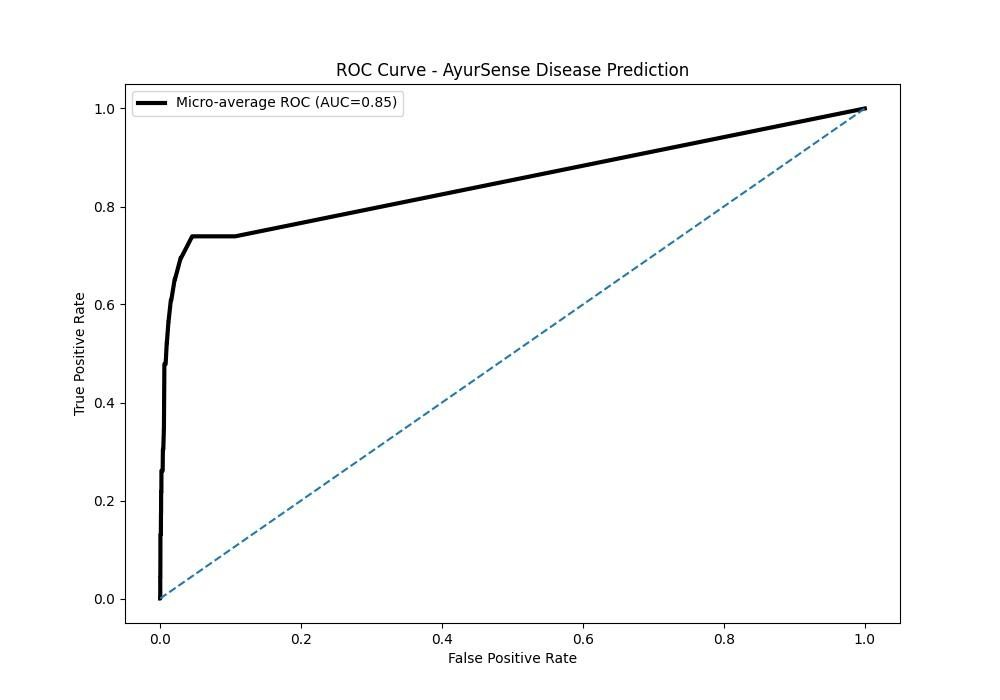 ROC Curve - AyurSense Disease Prediction
Micro-average ROC (AUC=0.85)
1.0
0.8
0.6
0.4
0.2
0.0
True Positive Rate
0.0 0.2 0.4 0.6 0.8 1.0
False Positive Rate